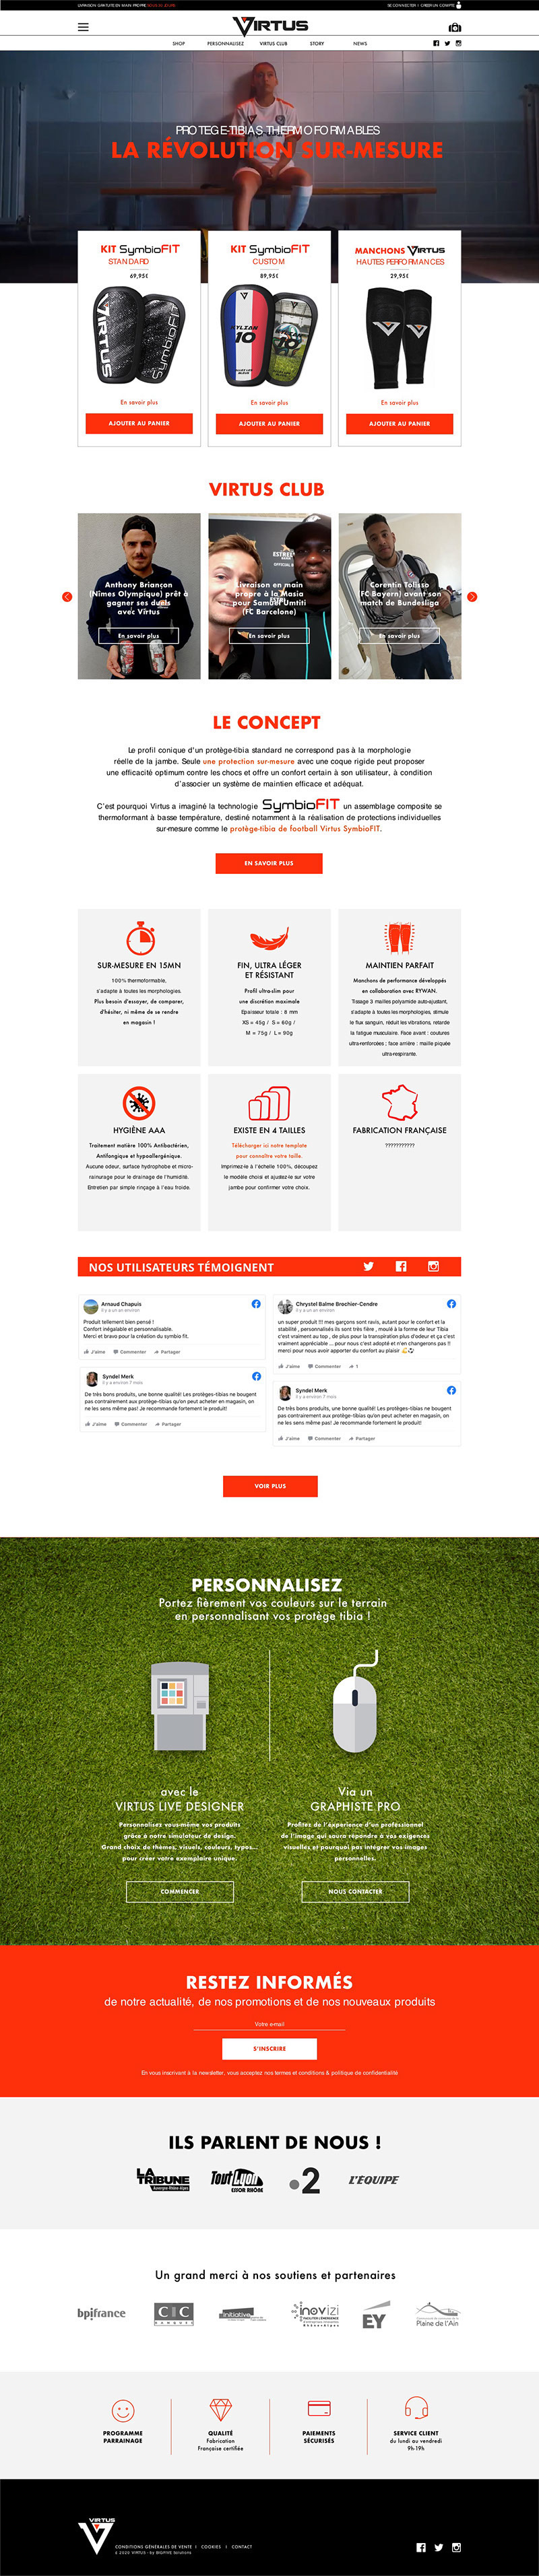 LIVRAISON GRATUITE EN MAIN PROPRE SOUS 10 JOURS
SE CONNECTER | CRÉER UN COMPTE
VIRTUS
SHOP PERSONNALISEZ VIRTUS CLUB STORY NEWS
PROTEGE-TIBIAS THERMOFORMABLES
LA RÉVOLUTION SUR-MESURE
KIT SymbioFIT
STANDARD
69,95€
VIRTUS
SymbioFIT
En savoir plus
AJOUTER AU PANIER
KIT SymbioFIT
CUSTOM
89,95€
KYLIAN
10
10
En savoir plus
AJOUTER AU PANIER
MANCHONS VIRTUS
HAUTES PERFORMANCES
29,95€
En savoir plus
AJOUTER AU PANIER
VIRTUS CLUB
Anthony Briançon
(Nîmes Olympique) prêt à
gagner ses duels
avec Virtus
En savoir plus
ESTREL
Livraison en main
propre à la Masia
pour Samuel Umtiti
(FC Barcelone)
En savoir plus
Corentin Tolisso
(FC Bayern) avant son
match de Bundesliga
En savoir plus
LE CONCEPT
Le profil conique d'un protège-tibia standard ne correspond pas à la morphologie
réelle de la jambe. Seule une protection sur-mesure avec une coque rigide peut proposer
une efficacité optimum contre les chocs et offre un confort certain à son utilisateur, à condition
d'associer un système de maintien efficace et adéquat.
C'est pourquoi Virtus a imaginé la technologie SymbioFIT un assemblage composite se
thermoformant à basse température, destiné notamment à la réalisation de protections individuelles
sur-mesure comme le protège-tibia de football Virtus SymbioFIT.
EN SAVOIR PLUS
SUR-MESURE EN 15MN
100% thermoformable,
s'adapte à toutes les morphologies.
Plus besoin d'essayer, de comparer,
d'hésiter, ni même de se rendre
en magasin !
FIN, ULTRA LÉGER
ET RÉSISTANT
Profil ultra-slim pour
une discrétion maximale
Epaisseur totale : 8 mm
XS = 45g / S = 60g /
M = 75g / L = 90g
MAINTIEN PARFAIT
Manchons de performance développés
en collaboration avec RYWAN.
Tissage 3 mailles polyamide auto-ajustant,
s'adapte à toutes les morphologies, stimule
le flux sanguin, réduit les vibrations, retarde
la fatigue musculaire. Face avant : coutures
ultra-renforcées ; face arrière : maille piquée
ultra-respirante.
HYGIÈNE AAA
Traitement matière 100% Antibactérien,
Antifongique et hypoallergénique.
Aucune odeur, surface hydrophobe et micro-
rainurage pour le drainage de l'humidité.
Entretien par simple rinçage à l'eau froide.
EXISTE EN 4 TAILLES
Télécharger ici notre template
pour connaître votre taille.
Imprimez-le à l'échelle 100%, découpez
le modèle choisi et ajustez-le sur votre
jambe pour confirmer votre choix.
FABRICATION FRANÇAISE
???????????
NOS UTILISATEURS TÉMOIGNENT
Arnaud Chapuis
il y a un an environ
Produit tellement bien pensé !
Confort inégalable et personnalisable.
Merci et bravo pour la création du symbio fit.
J'aime Commenter Partager
Chrystel Balme Brochier-Cendre
il y a un an environ
un super produit !!! mes garçons sont ravis, autant pour le confort et la
stabilité , personnalisés ils sont très fière , moulé à la forme de leur Tibia
c'est vraiment au top , de plus pour la transpiration plus d'odeur et ça c'est
vraiment appréciable ... pour nous c'est adopté et n'en changerons pas !!
merci pour nous avoir apporter du confort au plaisir
J'aime Commenter 1
Syndel Merk
il y a environ 7 mois
De très bons produits, une bonne qualité! Les protèges-tibias ne bougent
pas contrairement aux protège-tibias qu'on peut acheter en magasin, on
ne les sens même pas! Je recommande fortement le produit!
J'aime Commenter Partager
Syndel Merk
il y a environ 7 mois
De très bons produits, une bonne qualité! Les protèges-tibias ne bougent
pas contrairement aux protège-tibias qu'on peut acheter en magasin, on
ne les sens même pas! Je recommande fortement le produit!
J'aime Commenter Partager
VOIR PLUS
PERSONNALISEZ
Portez fièrement vos couleurs sur le terrain
en personnalisant vos protège tibia !
avec le
VIRTUS LIVE DESIGNER
Personnalisez vous-même vos produits
grâce à notre simulateur de design.
Grand choix de thèmes, visuels, couleurs, typos...
pour créer votre exemplaire unique.
COMMENCER
Via un
GRAPHISTE PRO
Profitez de l'expérience d'un professionnel
de l'image qui saura répondre à vos exigences
visuelles et pourquoi pas intégrer vos images
personnelles.
NOUS CONTACTER
RESTEZ INFORMÉS
de notre actualité, de nos promotions et de nos nouveaux produits
Votre e-mail
S'INSCRIRE
En vous inscrivant à la newsletter, vous acceptez nos termes et conditions & politique de confidentialité
ILS PARLENT DE NOUS !
LA TRIBUNE
Auvergne Rhône-Alpes
Tout Lyon
ESSOR RHÔNE
2
L'ÉQUIPE
Un grand merci à nos soutiens et partenaires
bpifrance
CIC
BANQUES
initiative
inovizi
EY
Plaine de l'Ain
PROGRAMME
PARRAINAGE
QUALITÉ
Fabrication
Française certifiée
PAIEMENTS
SÉCURISÉS
SERVICE CLIENT
du lundi au vendredi
9h-19h
VIRTUS
CONDITIONS GÉNÉRALES DE VENTE | COOKIES | CONTACT
© 2020 VIRTUS - by BIGFIVE Solutions